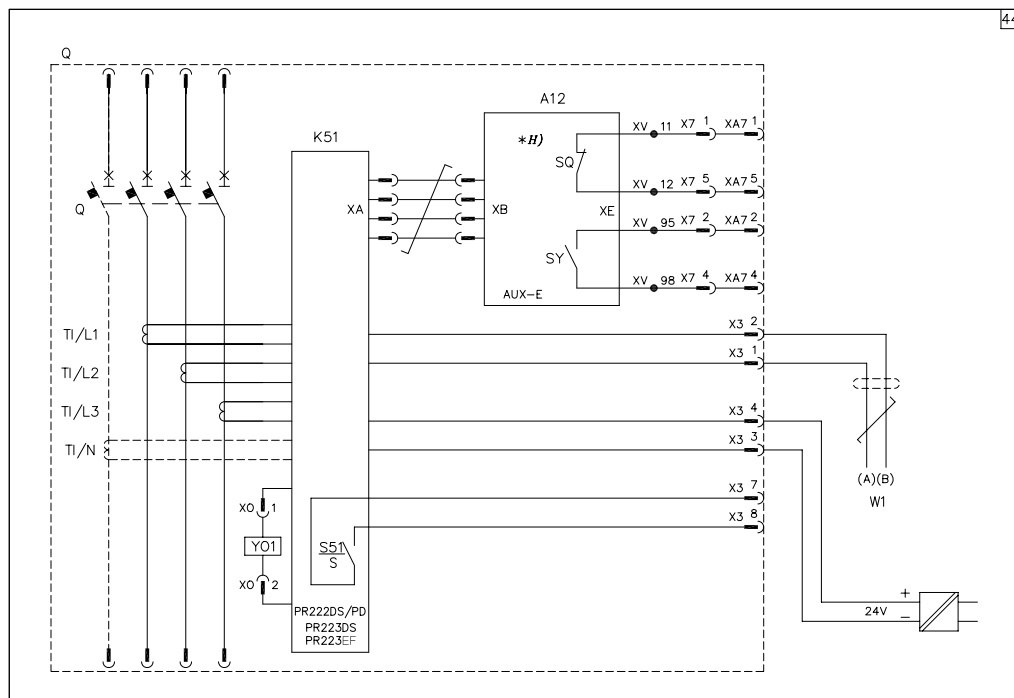 44
Q
A12
K51
*H)
XV 11 X7 1 XA7 1
SQ
XV 12 X7 5 XA7 5
XA XB XE
XV 95 X7 2 XA7 2
SY
XV 98 X7 4 XA7 4
AUX-E
Q
TI/L1
X3 2
X3 1
TI/L2
TI/L3
X3 4
TI/N
X3 3
(A)(B)
W1
X3 7
XO 1
X3 8
YO1
S51
S
XO 2
PR222DS/PD
PR223DS
PR223EF
+
24V
-